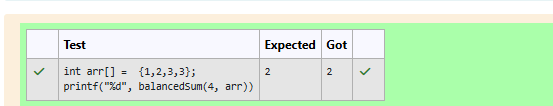 Test Expected Got
int arr[] =  {1,2,3,3}; 2 2
printf("%d", balancedSum(4, arr))